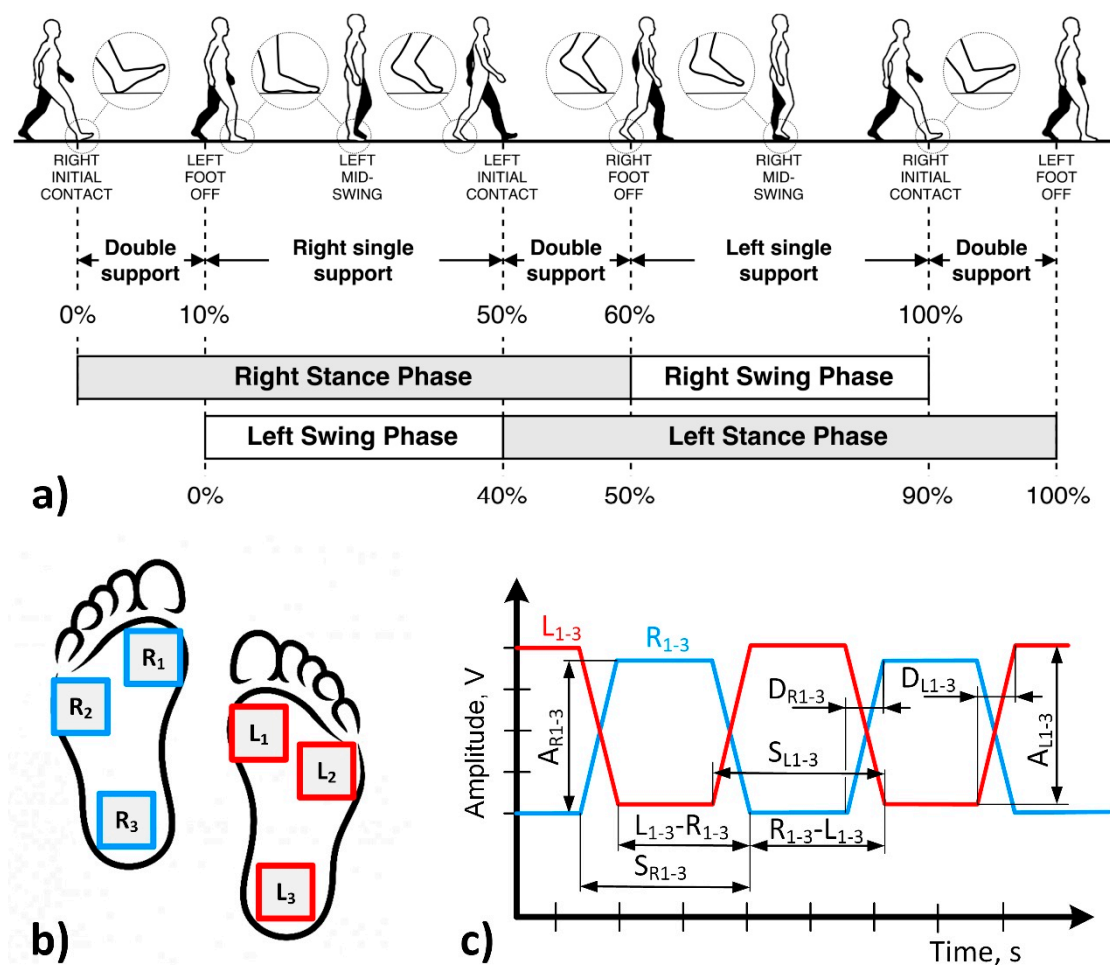 RIGHT INITIAL CONTACT
LEFT FOOT OFF
LEFT MID-SWING
LEFT INITIAL CONTACT
RIGHT FOOT OFF
RIGHT MID-SWING
RIGHT INITIAL CONTACT
LEFT FOOT OFF
Double support
Right single support
Double support
Left single support
Double support
0% 10% 50% 60% 100%
Right Stance Phase Right Swing Phase
Left Swing Phase Left Stance Phase
0% 40% 50% 90% 100%
a)
R1
R2
R3
L1
L2
L3
b)
Amplitude, V
L1-3
R1-3
AR1-3
DR1-3
DL1-3
AL1-3
SL1-3
L1-3-R1-3
R1-3-L1-3
SR1-3
c)
Time, s